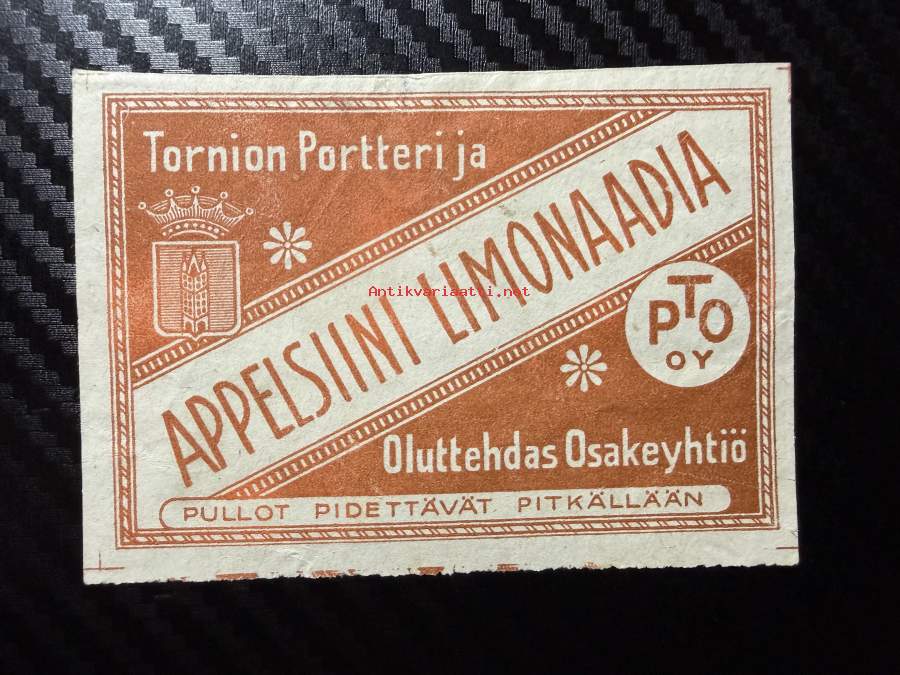 Tornion Portteri ja
APPELSIINI LIMONAADIA
Antikvariaatti.net
PTO
OY
Oluttehdas Osakeyhtiö
PULLOT PIDETTÄVÄT PITKÄLLÄÄN